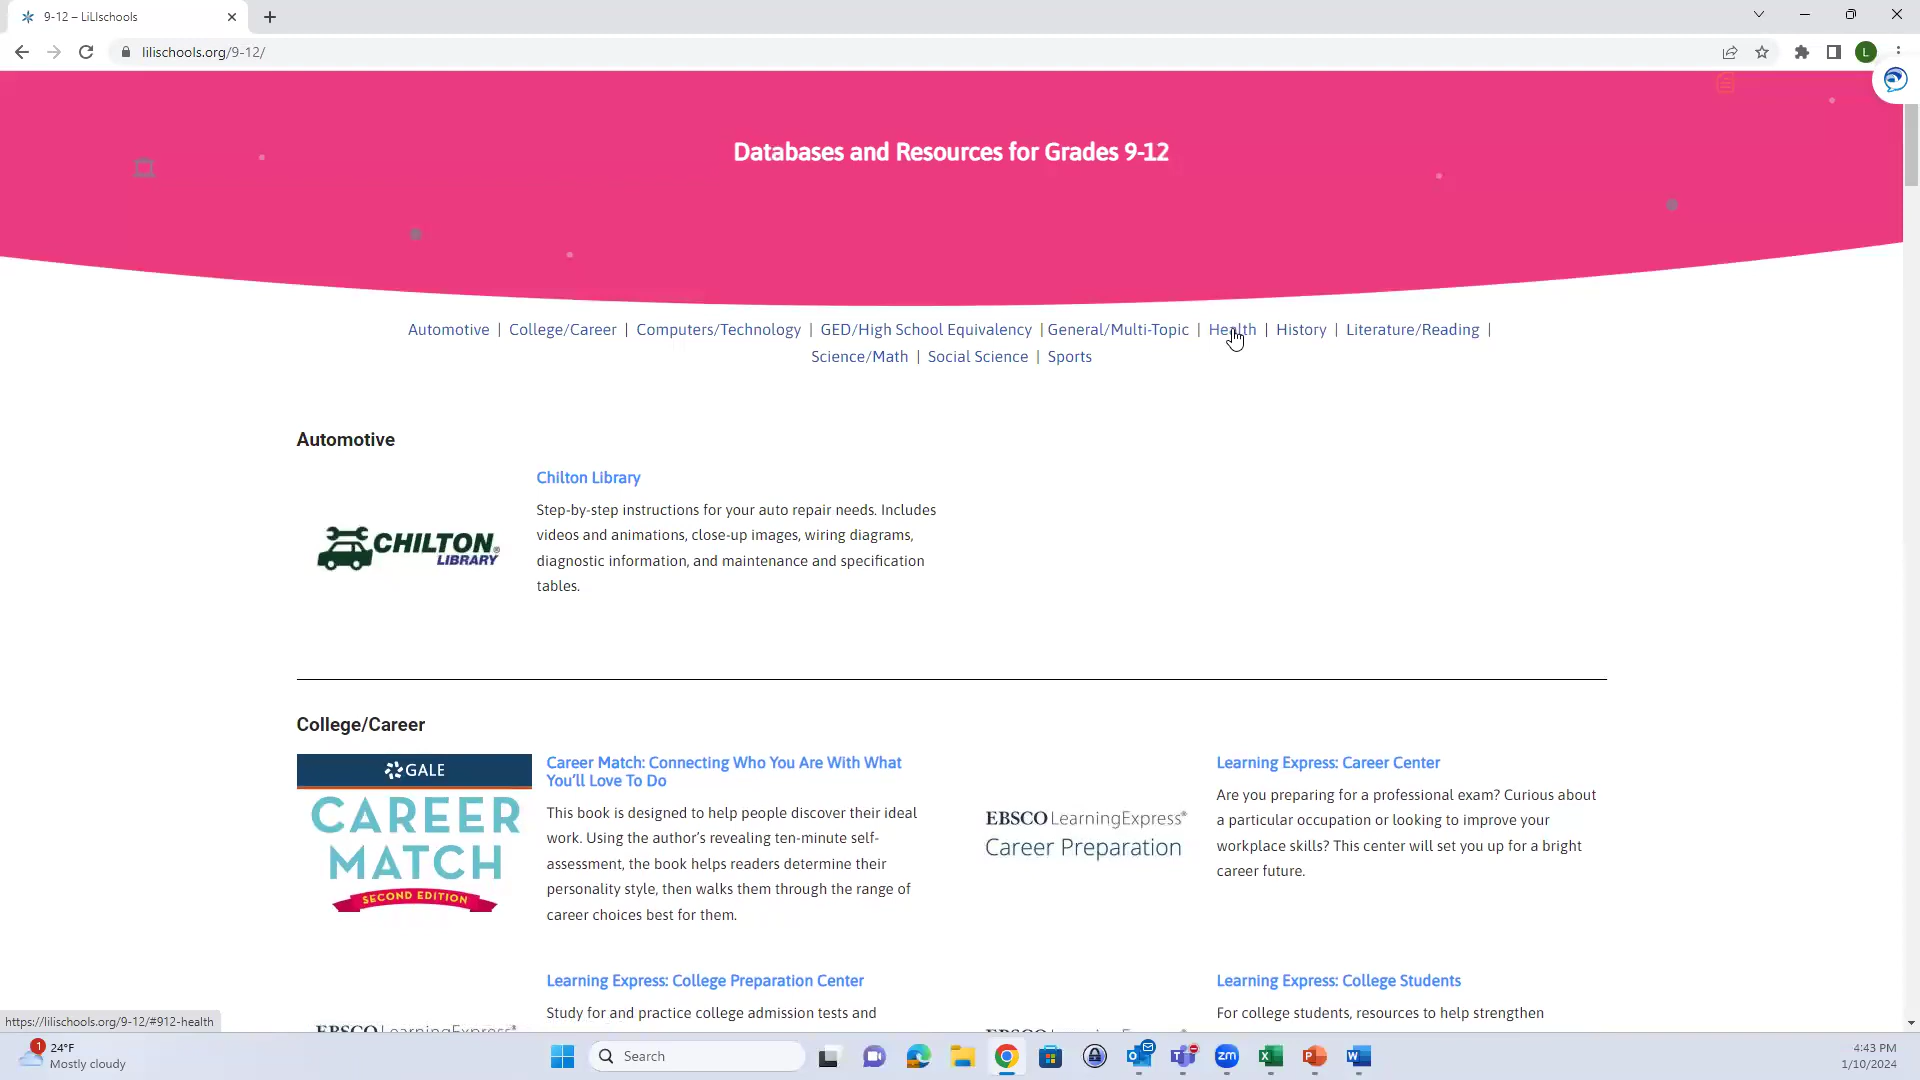 9-12 – LiLIschools
lilischools.org/9-12/
L
Databases and Resources for Grades 9-12
Automotive | College/Career | Computers/Technology | GED/High School Equivalency | General/Multi-Topic | Health | History | Literature/Reading |
Science/Math | Social Science | Sports
Automotive
Chilton Library
Step-by-step instructions for your auto repair needs. Includes
videos and animations, close-up images, wiring diagrams,
diagnostic information, and maintenance and specification
tables.
CHILTON
LIBRARY
College/Career
GALE
CAREER
MATCH
SECOND EDITION
Career Match: Connecting Who You Are With What
You'll Love To Do
This book is designed to help people discover their ideal
work. Using the author's revealing ten-minute self-
assessment, the book helps readers determine their
personality style, then walks them through the range of
career choices best for them.
EBSCO LearningExpress®
Career Preparation
Learning Express: Career Center
Are you preparing for a professional exam? Curious about
a particular occupation or looking to improve your
workplace skills? This center will set you up for a bright
career future.
Learning Express: College Preparation Center
Study for and practice college admission tests and
EBSCO LearningExpress®
Learning Express: College Students
For college students, resources to help strengthen
https://lilischools.org/9-12/#912-health
1
24°F
Mostly cloudy
Search
zm
4:43 PM
1/10/2024